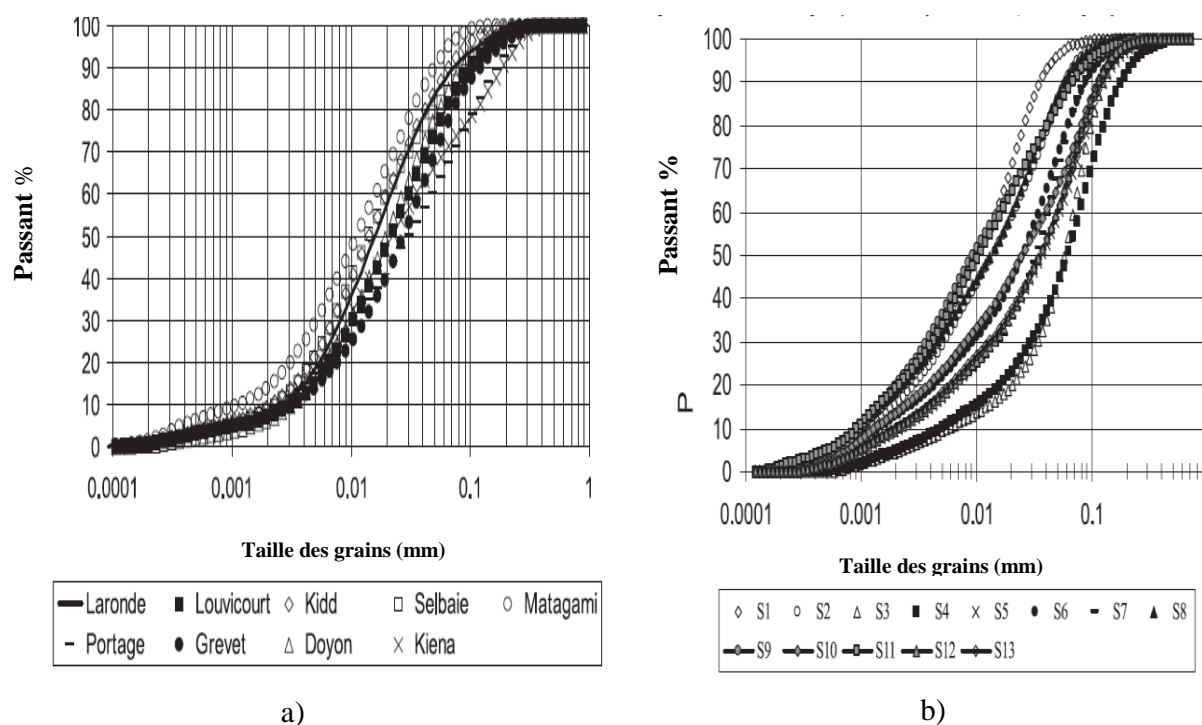 100
90
80
70
60
50
40
30
20
10
0
Passant %
0.0001 0.001 0.01 0.1 1
Taille des grains (mm)
Laronde Louvicourt Kidd Selbaie Matagami
Portage Grevet Doyon Kiena
a)
100
90
80
70
60
50
40
30
20
10
0
Passant %
P
0.0001 0.001 0.01 0.1
Taille des grains (mm)
S1 S2 S3 S4 S5 S6 S7 S8
S9 S10 S11 S12 S13
b)